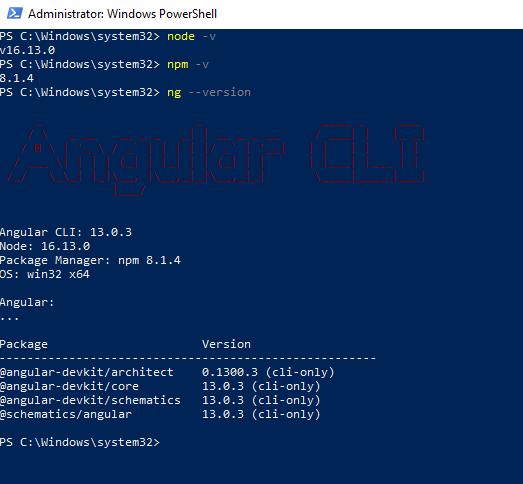 Administrator: Windows PowerShell
PS C:\Windows\system32> node -v
v16.13.0
PS C:\Windows\system32> npm -v
8.1.4
PS C:\Windows\system32> ng --version
Angular CLI
Angular CLI: 13.0.3
Node: 16.13.0
Package Manager: npm 8.1.4
OS: win32 x64
Angular:
...
Package Version
------------------------------------------------------
@angular-devkit/architect 0.1300.3 (cli-only)
@angular-devkit/core 13.0.3 (cli-only)
@angular-devkit/schematics 13.0.3 (cli-only)
@schematics/angular 13.0.3 (cli-only)
PS C:\Windows\system32>